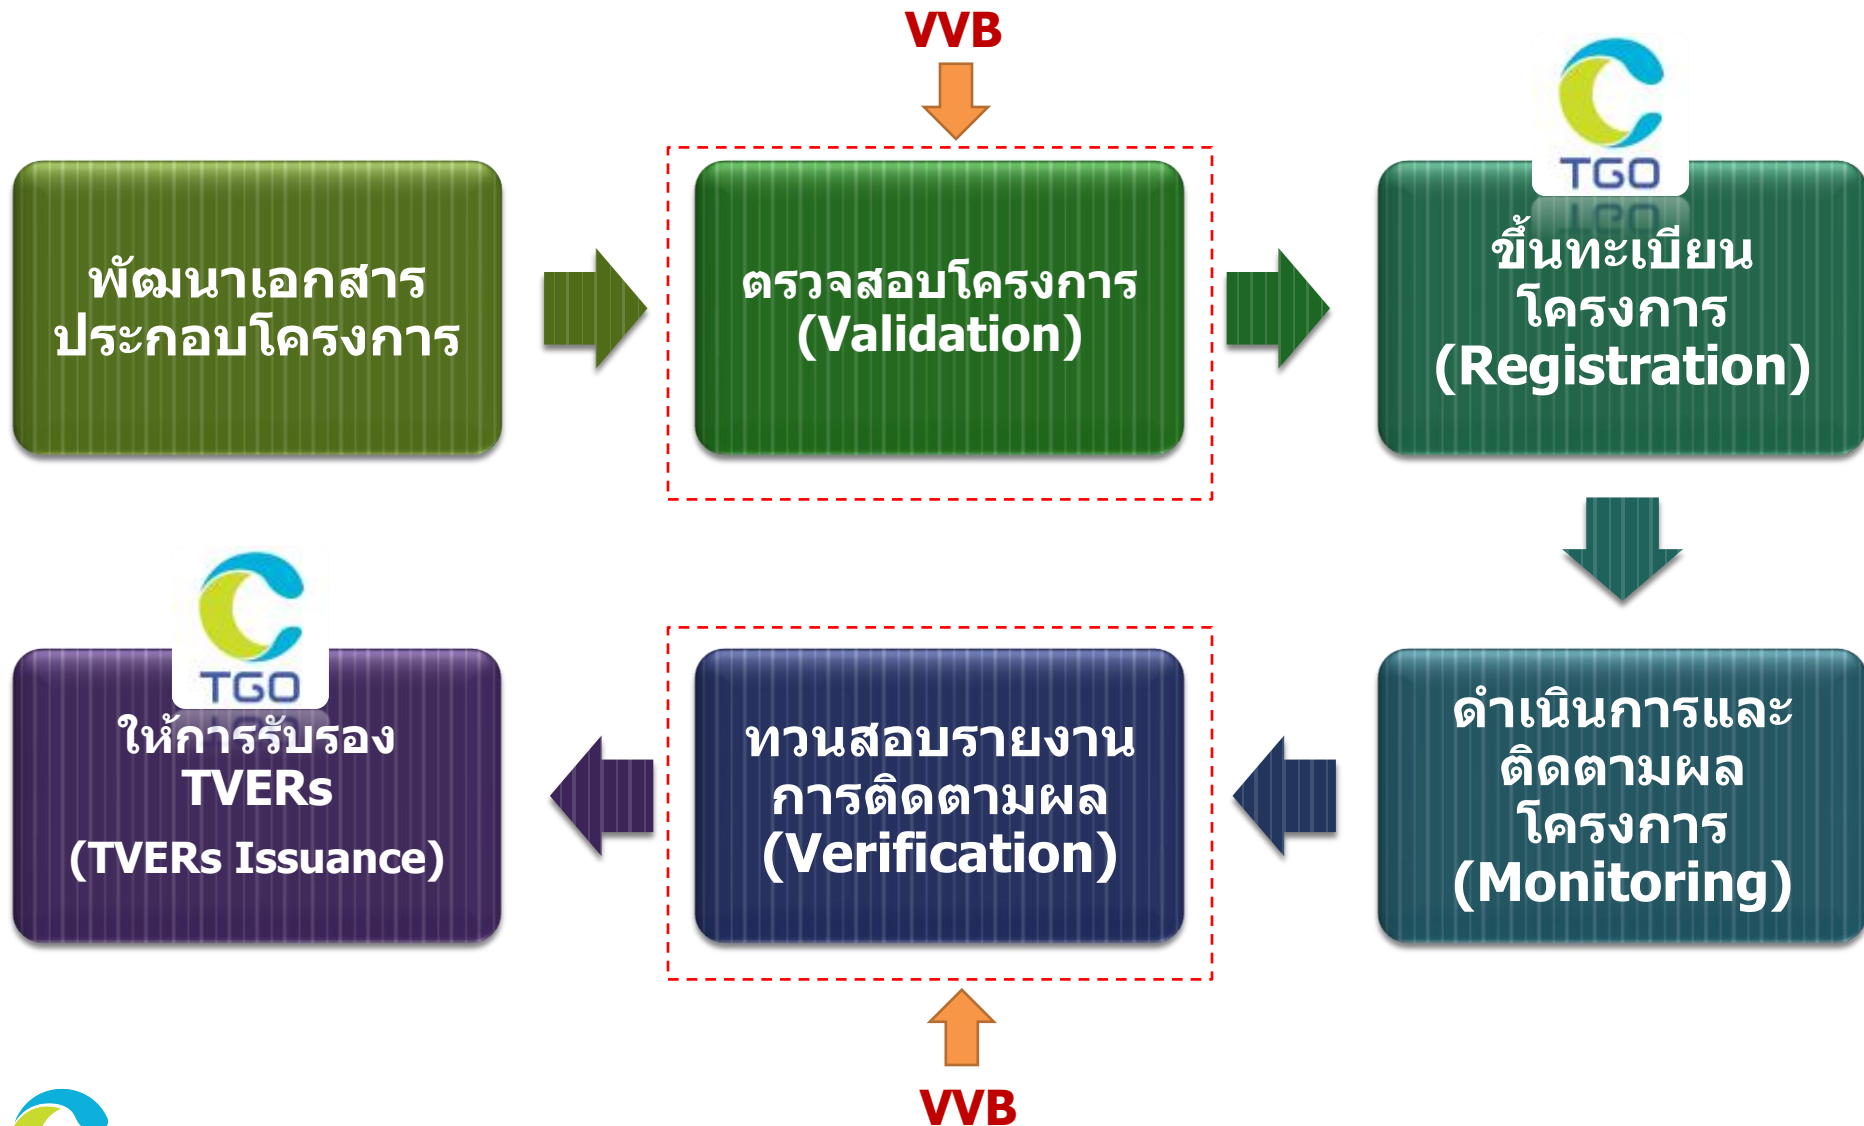 VVB
พัฒนาเอกสาร
ประกอบโครงการ
ตรวจสอบโครงการ
(Validation)
TGO
ขึ้นทะเบียน
โครงการ
(Registration)
ดำเนินการและ
ติดตามผล
โครงการ
(Monitoring)
ทวนสอบรายงาน
การติดตามผล
(Verification)
VVB
TGO
ให้การรับรอง
TVERs
(TVERs Issuance)